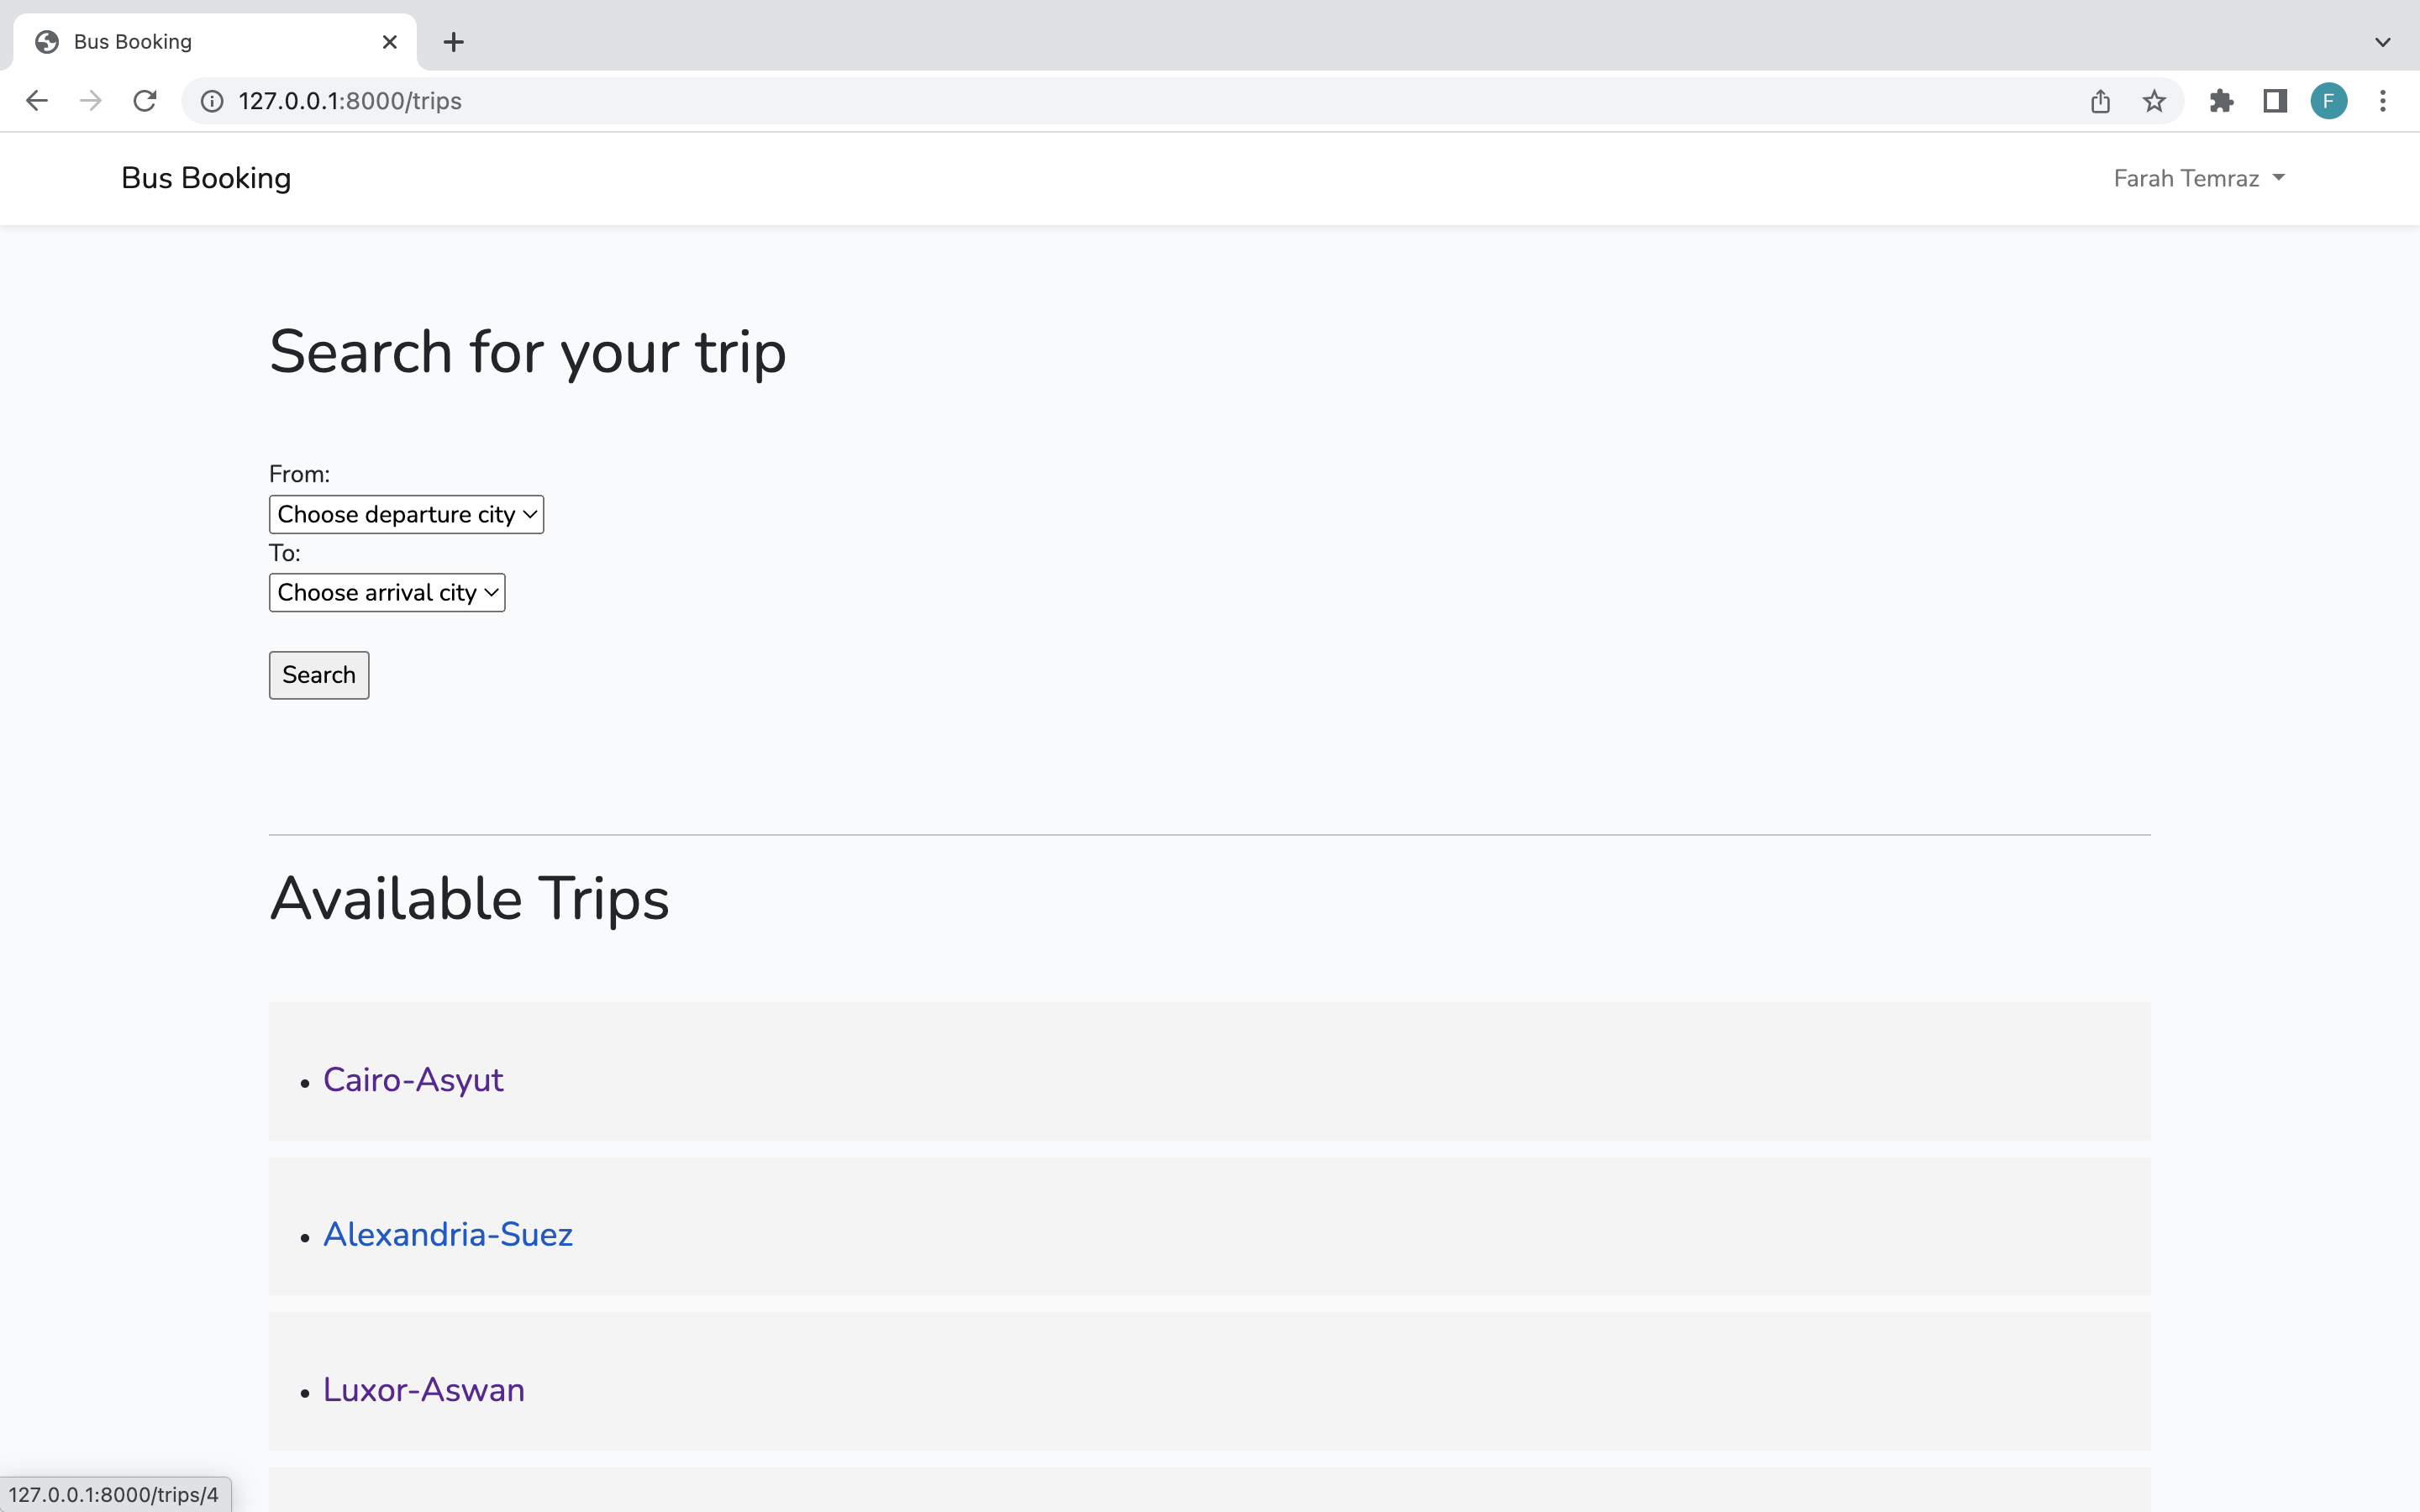 Bus Booking
127.0.0.1:8000/trips
F
Bus Booking
Farah Temraz
Search for your trip
From:
Choose departure city
To:
Choose arrival city
Search
Available Trips
Cairo-Asyut
Alexandria-Suez
Luxor-Aswan
127.0.0.1:8000/trips/4